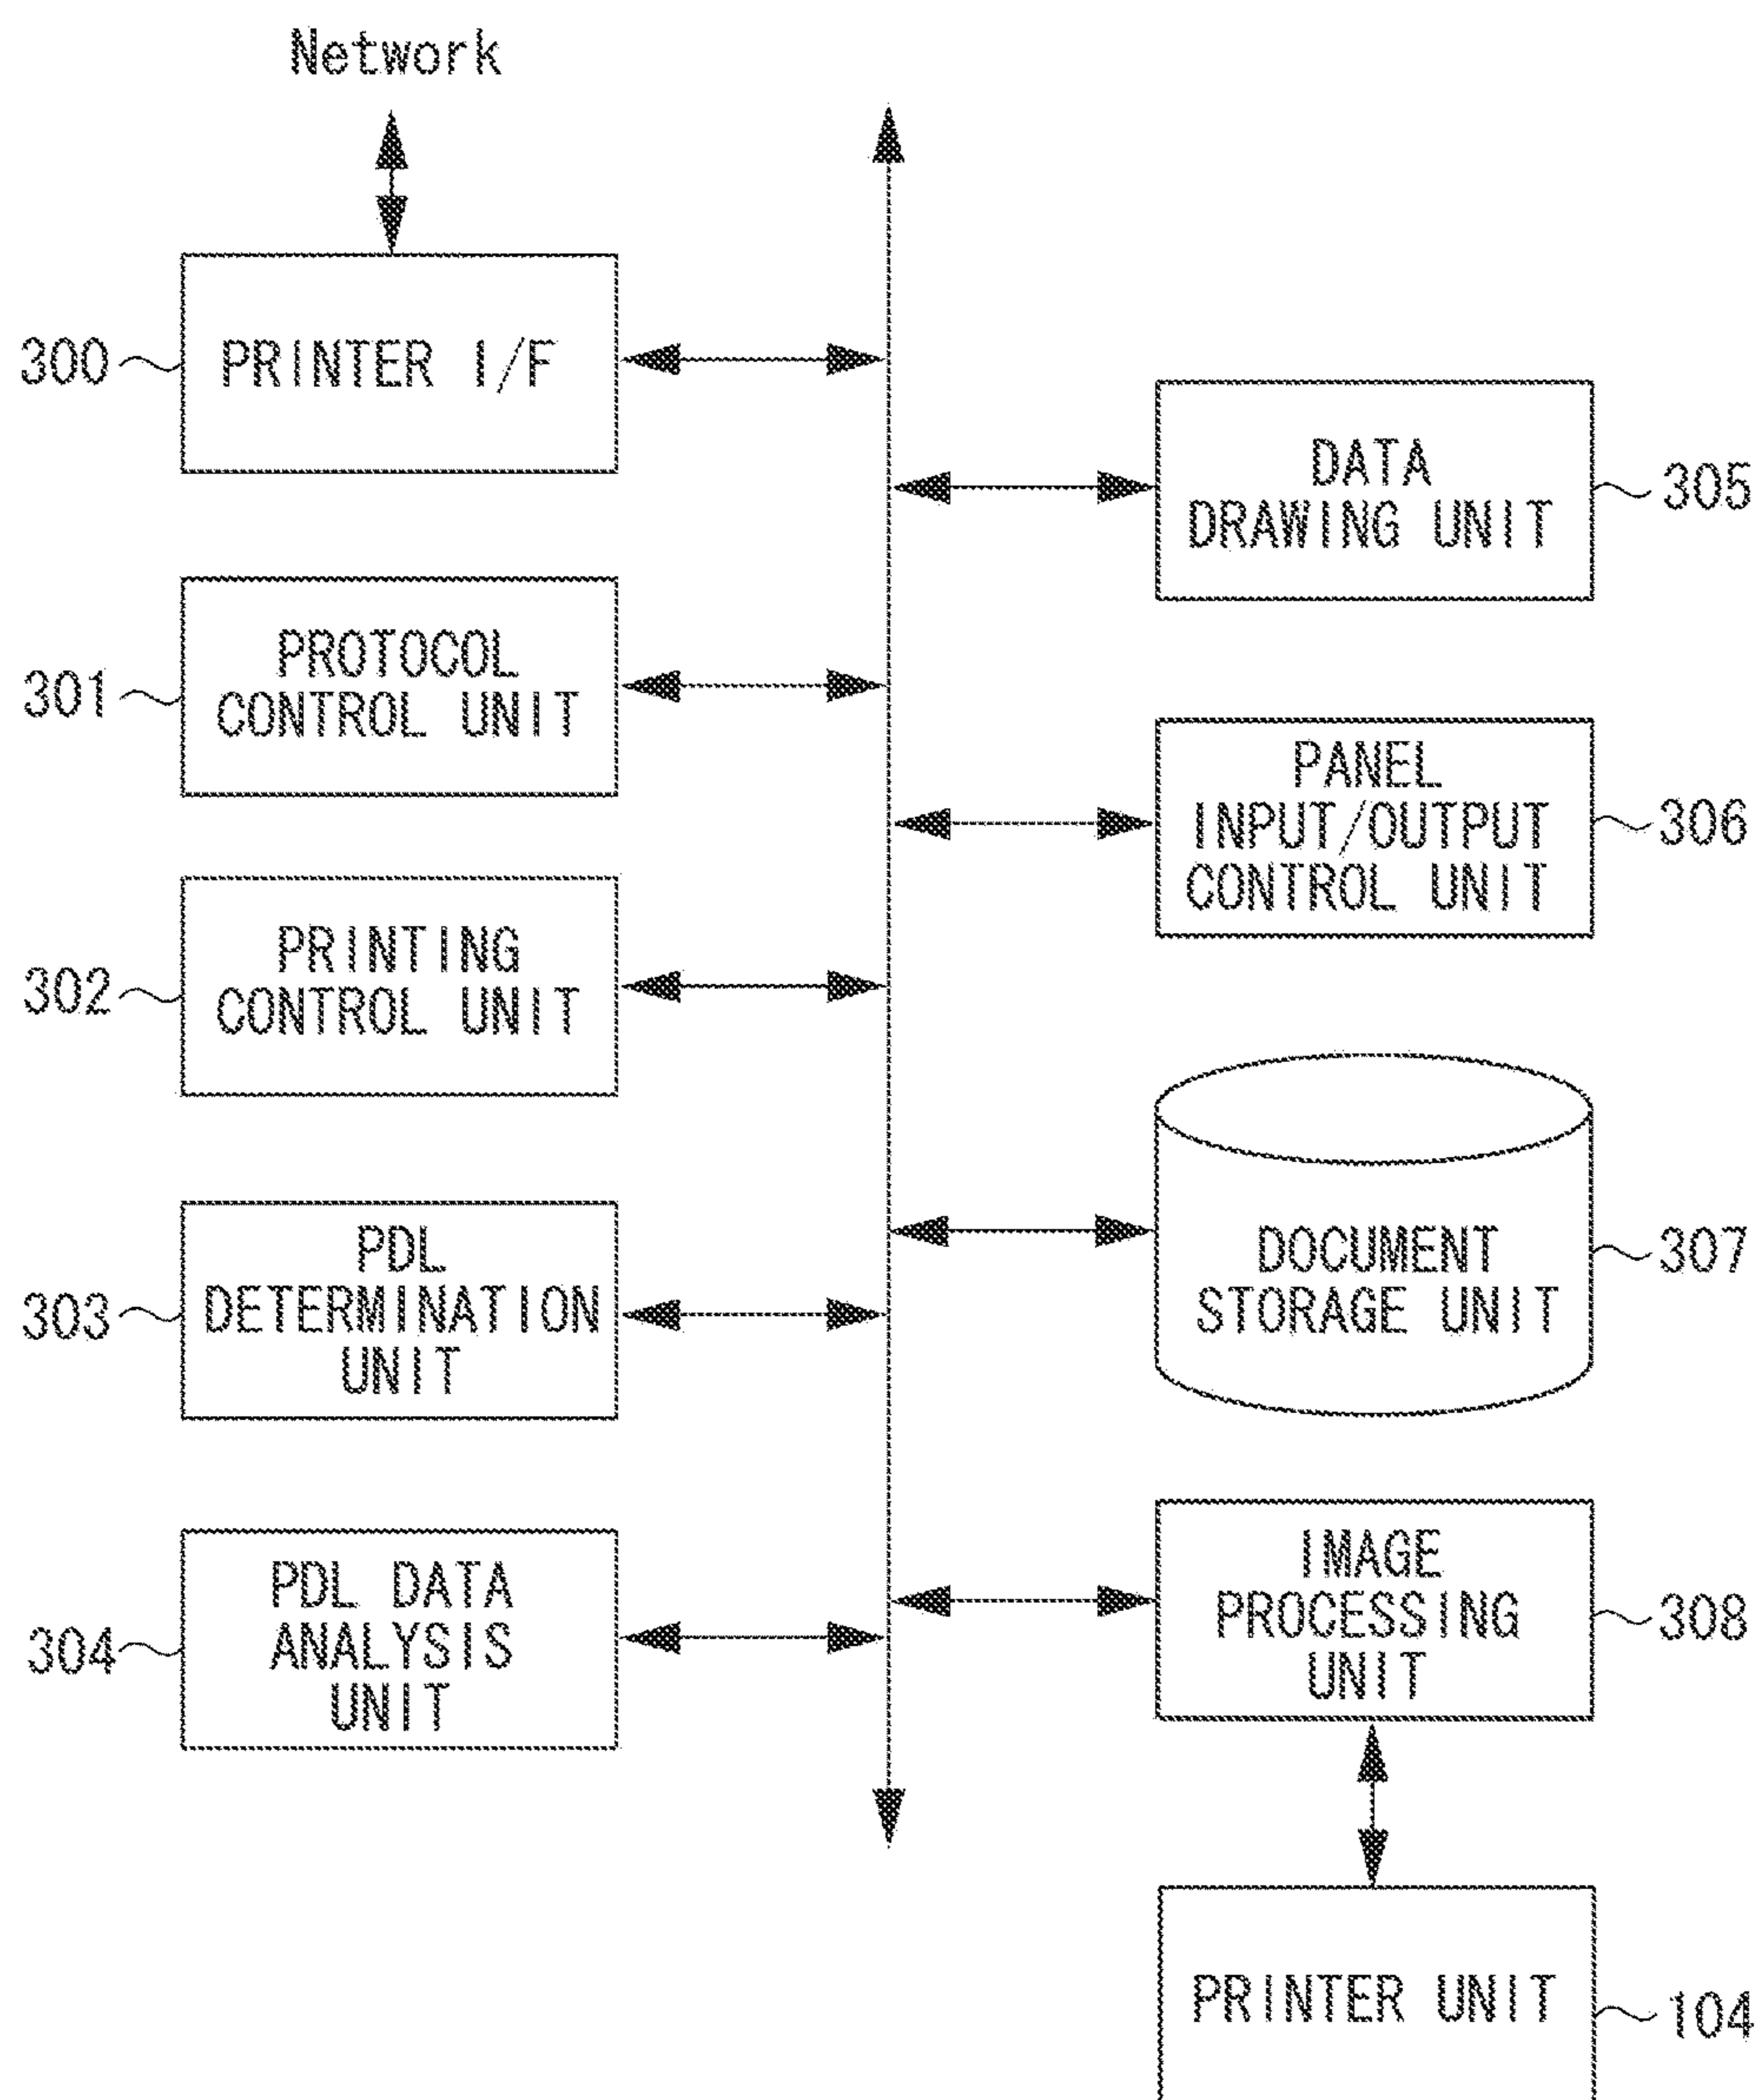 Network
300
PRINTER I/F
301
PROTOCOL
CONTROL UNIT
302
PRINTING
CONTROL UNIT
303
PDL
DETERMINATION
UNIT
304
PDL DATA
ANALYSIS
UNIT
DATA
DRAWING UNIT
305
PANEL
INPUT/OUTPUT
CONTROL UNIT
306
DOCUMENT
STORAGE UNIT
307
IMAGE
PROCESSING
UNIT
308
PRINTER UNIT
104